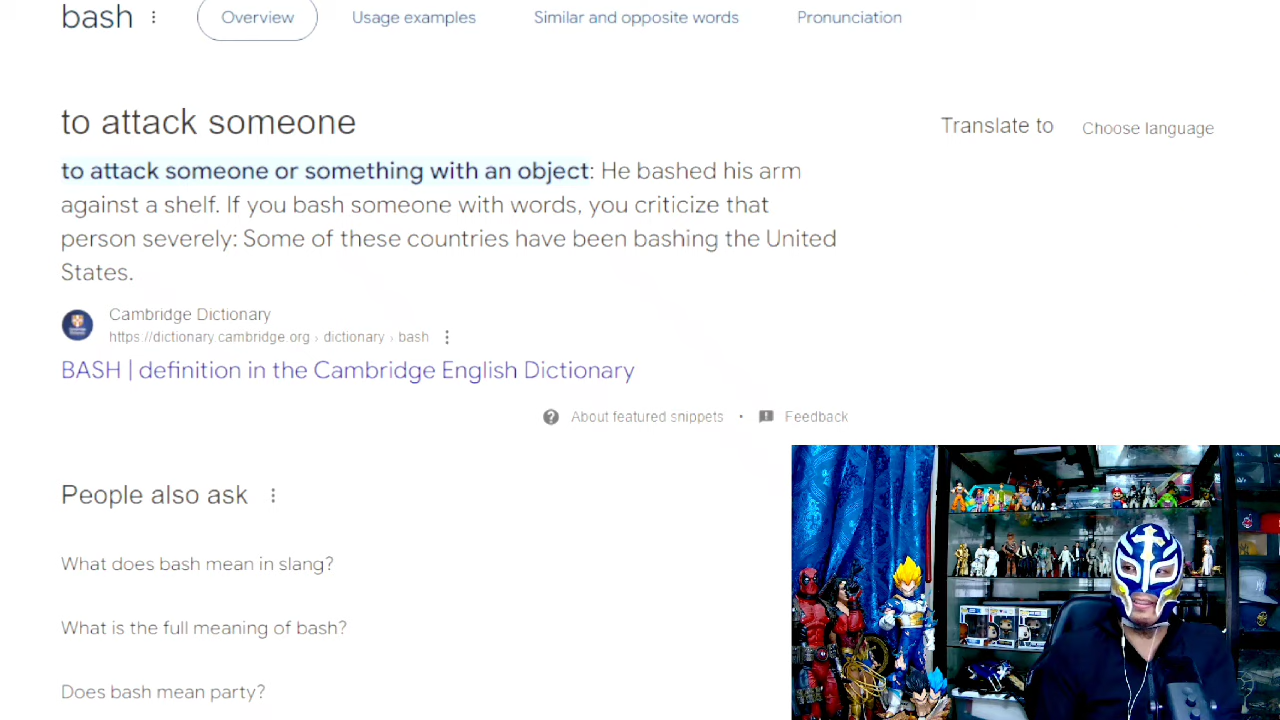 bash
Overview
Usage examples
Similar and opposite words
Pronunciation
to attack someone
Translate to
Choose language
to attack someone or something with an object: He bashed his arm
against a shelf. If you bash someone with words, you criticize that
person severely: Some of these countries have been bashing the United
States.
Cambridge Dictionary
https://dictionary.cambridge.org › dictionary › bash
BASH | definition in the Cambridge English Dictionary
About featured snippets
•
Feedback
People also ask
What does bash mean in slang?
What is the full meaning of bash?
Does bash mean party?